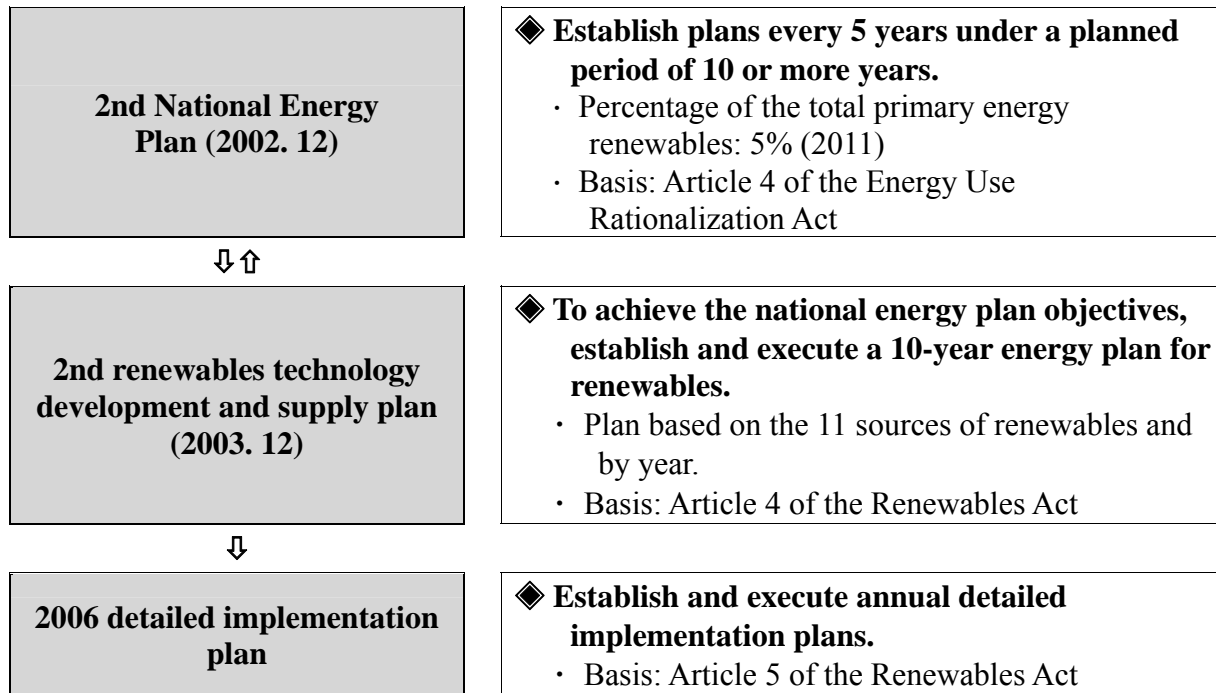 2nd National Energy
Plan (2002. 12)
◈ Establish plans every 5 years under a planned
period of 10 or more years.
· Percentage of the total primary energy
renewables: 5% (2011)
· Basis: Article 4 of the Energy Use
Rationalization Act
⇩⇧
2nd renewables technology
development and supply plan
(2003. 12)
◈ To achieve the national energy plan objectives,
establish and execute a 10-year energy plan for
renewables.
· Plan based on the 11 sources of renewables and
by year.
· Basis: Article 4 of the Renewables Act
⇩
2006 detailed implementation
plan
◈ Establish and execute annual detailed
implementation plans.
· Basis: Article 5 of the Renewables Act